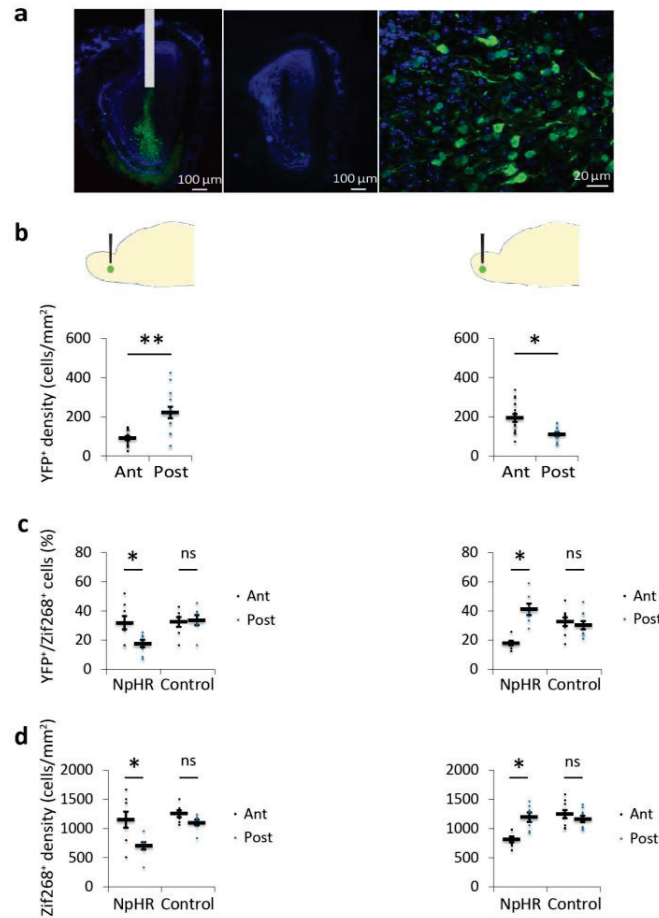 a
100 µm
100 µm
20 µm
b
YFP⁺ density (cells/mm²)
600
400
200
0
**
Ant Post
600
400
200
0
*
Ant Post
c
YFP⁺/Zif268⁺ cells (%)
80
60
40
20
0
*
ns
Ant
Post
NpHR Control
80
60
40
20
0
*
ns
Ant
Post
NpHR Control
d
Zif268⁺ density (cells/mm²)
2000
1500
1000
500
0
*
ns
Ant
Post
NpHR Control
2000
1500
1000
500
0
*
ns
Ant
Post
NpHR Control